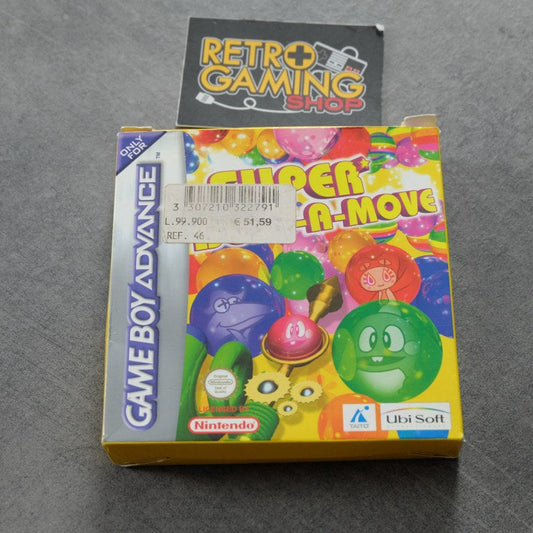 RETRO
GAMING
SHOP
ONLY
FOR
GAME BOY ADVANCE™
SUPER
-A-MOVE
3 307210 322791
L.99.900 € 51,59
REF. 46
Original
Nintendo
Seal of
Quality
LICENSED BY
Nintendo
TAITO
Ubi Soft